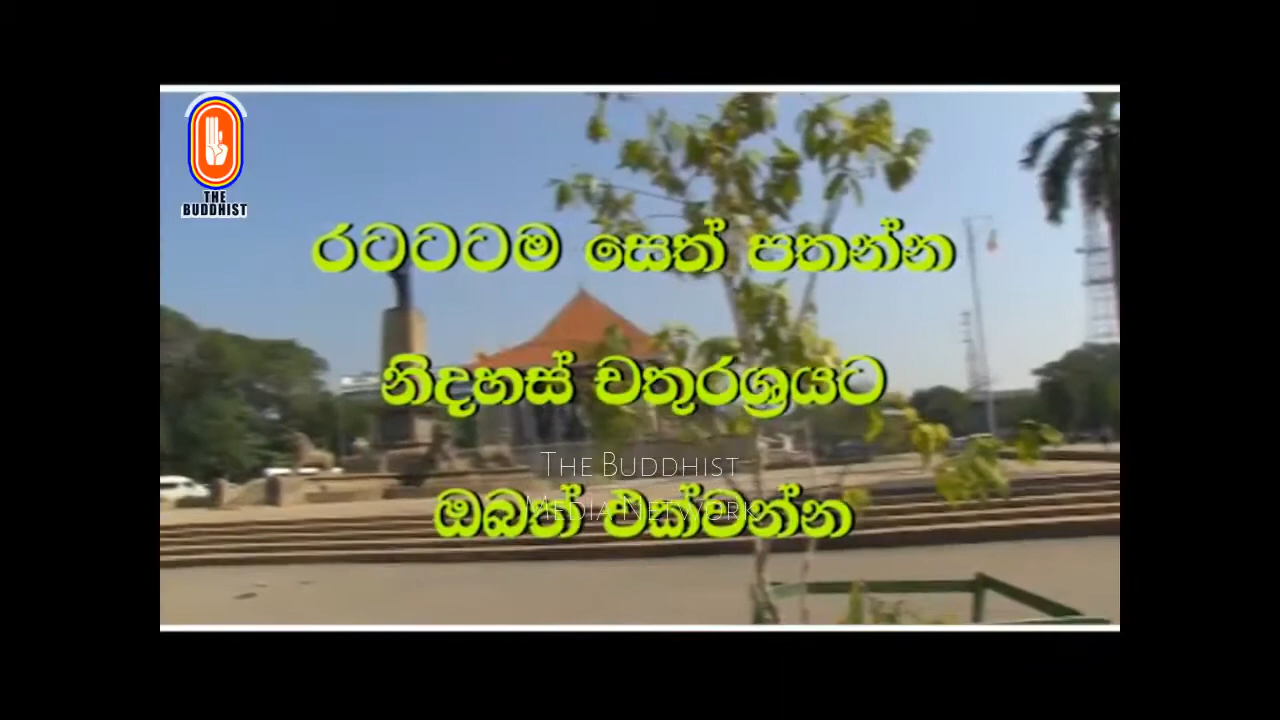 THE
BUDDHIST
රටටටම සෙත් පතන්න
නිදහස් චතුරශ්‍රයට
THE BUDDHIST
MEDIA NETWORK
ඔබත් එක්වන්න